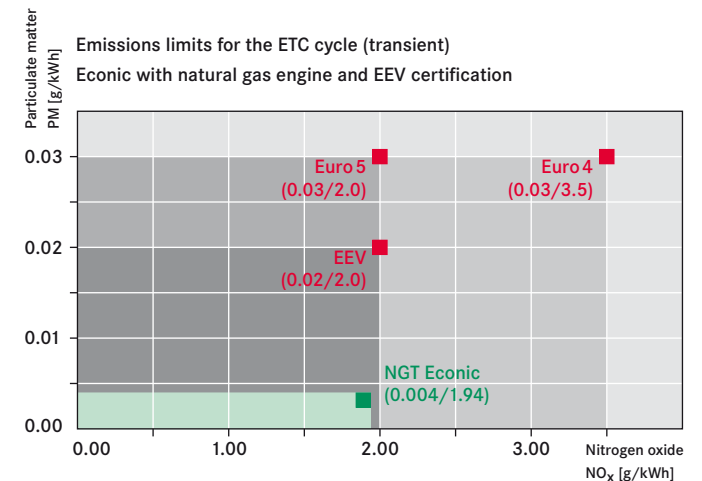 Particulate matter
PM [g/kWh]
Emissions limits for the ETC cycle (transient)
Econic with natural gas engine and EEV certification
0.03
Euro 5
(0.03/2.0)
Euro 4
(0.03/3.5)
0.02
EEV
(0.02/2.0)
0.01
NGT Econic
(0.004/1.94)
0.00
0.00 1.00 2.00 3.00 Nitrogen oxide
NOx [g/kWh]